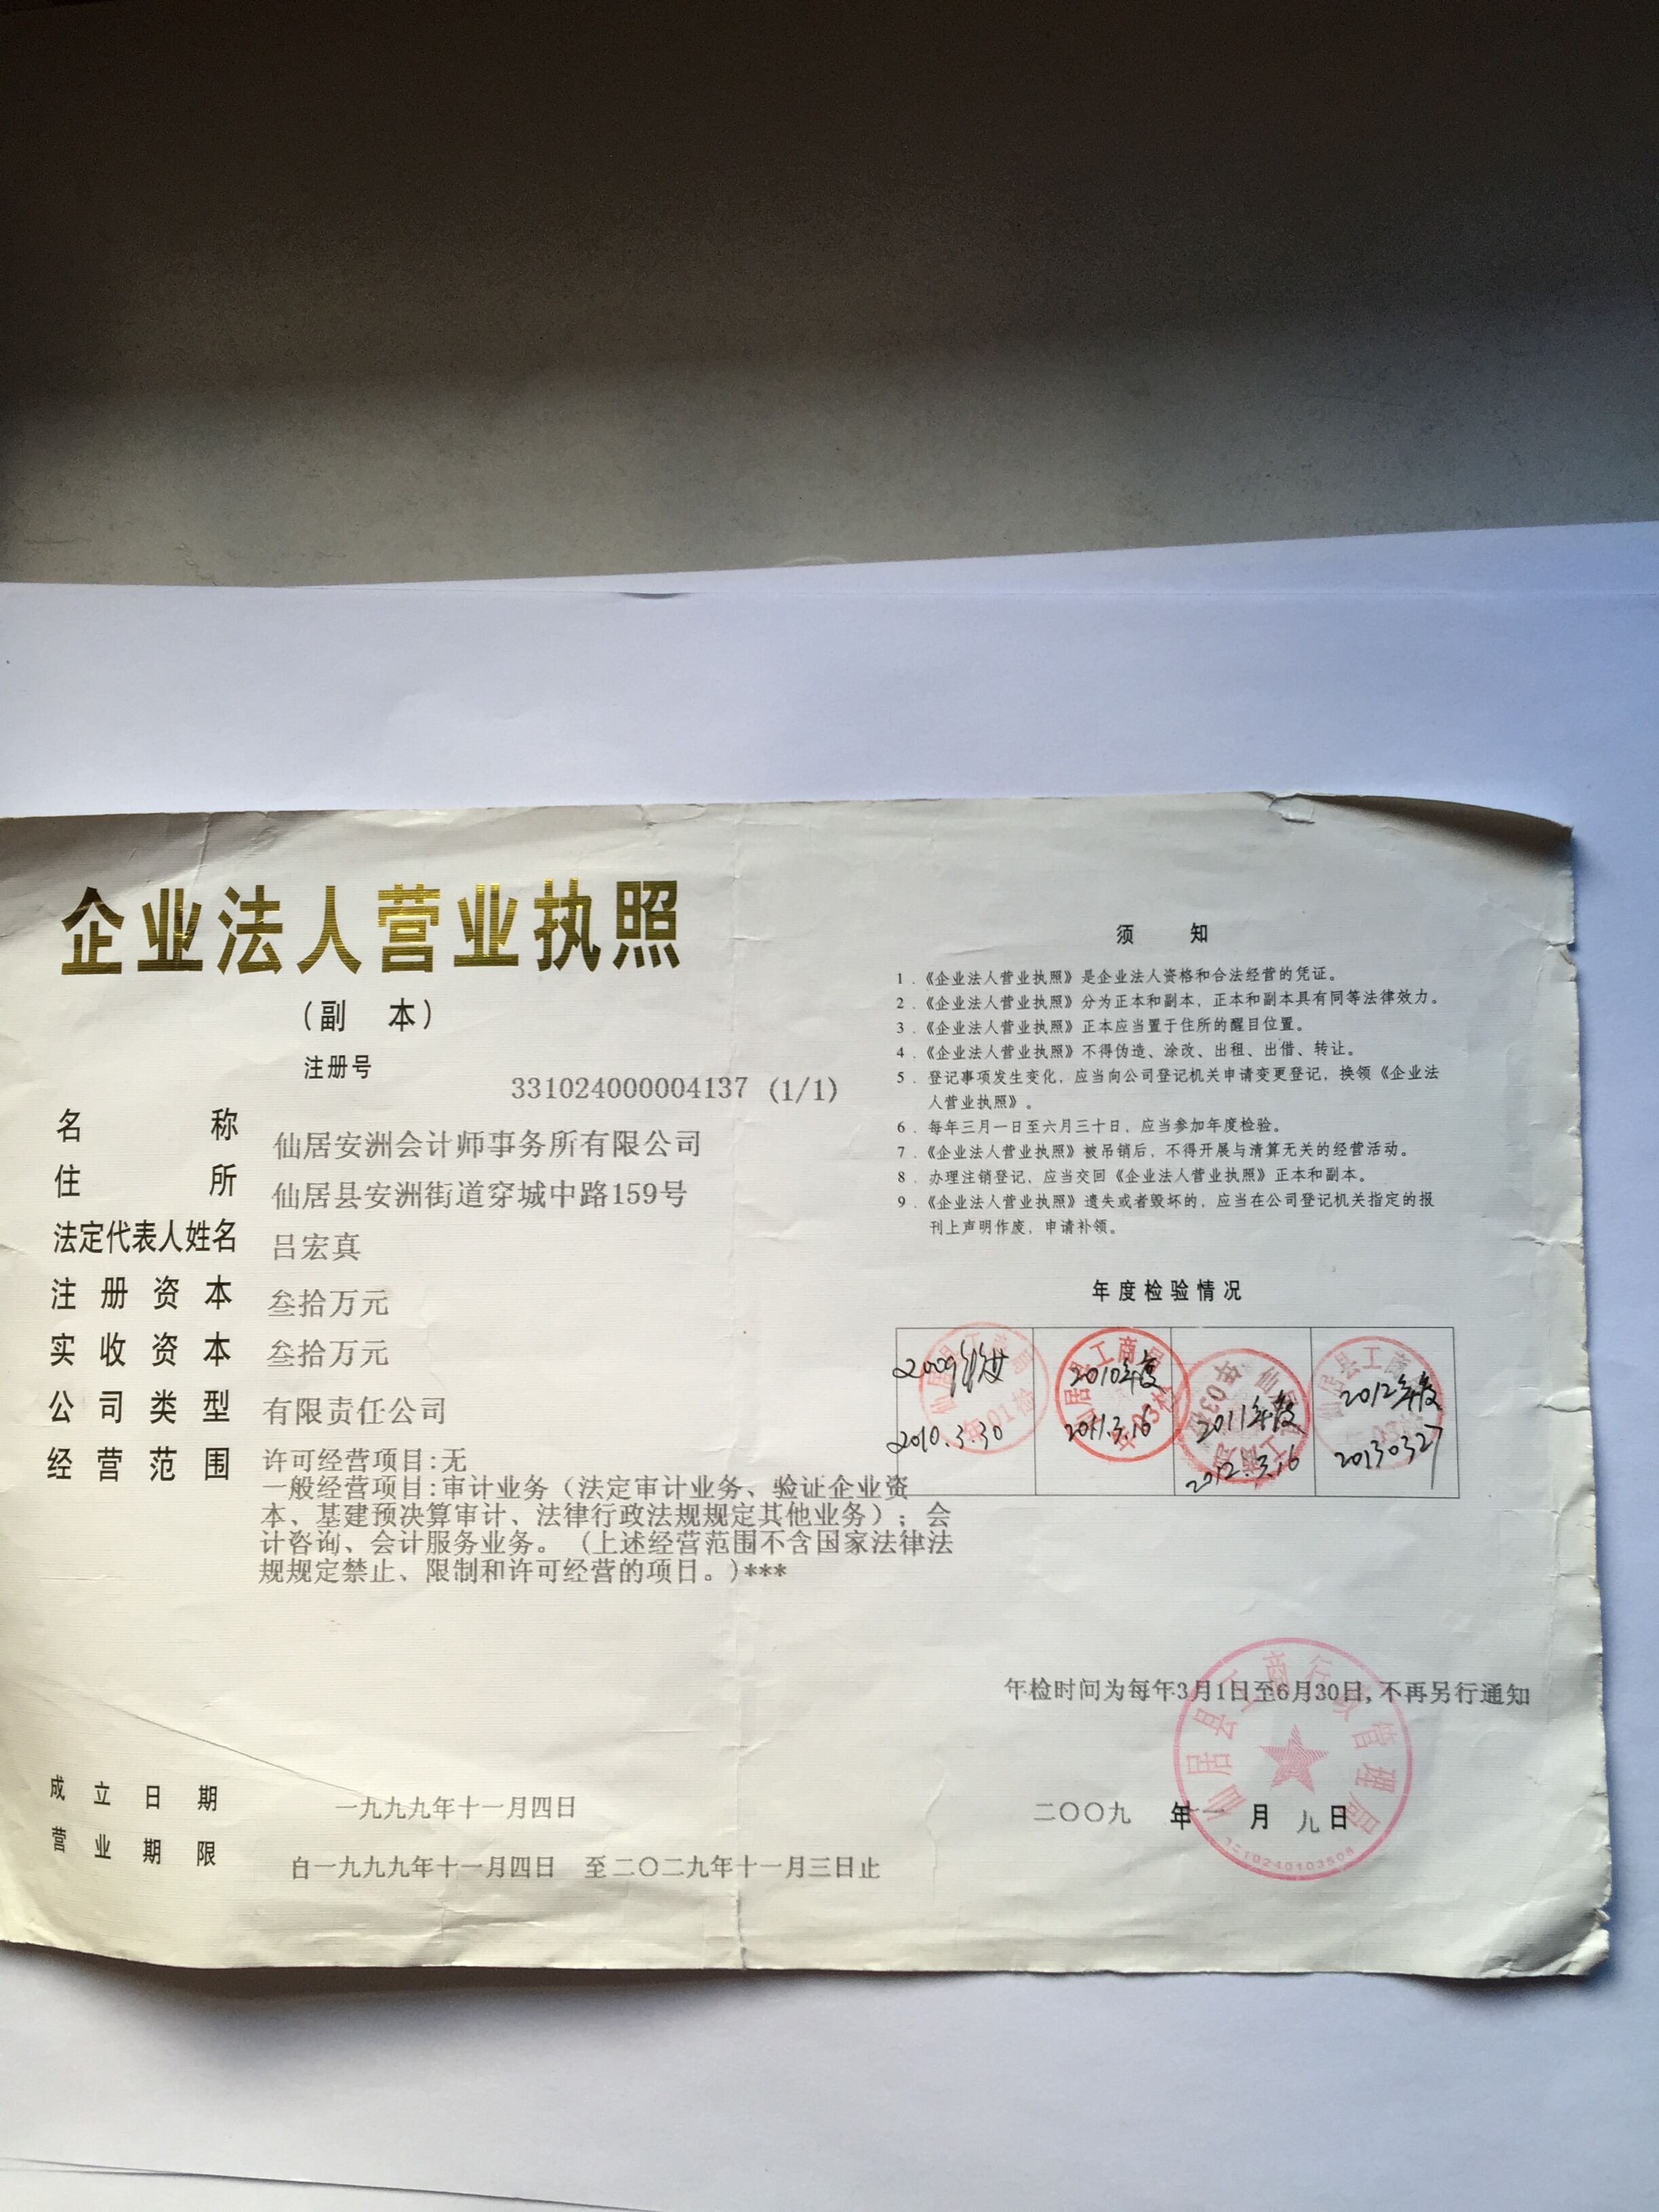 企业法人营业执照
（副 本）
注册号
331024000004137 (1/1)
名 称 仙居安洲会计师事务所有限公司
住 所 仙居县安洲街道穿城中路159号
法定代表人姓名 吕宏真
注册资本 叁拾万元
实收资本 叁拾万元
公司类型 有限责任公司
经营范围 许可经营项目:无
一般经营项目:审计业务（法定审计业务、验证企业资
本、基建预决算审计、法律行政法规规定其他业务）；会
计咨询、会计服务业务。（上述经营范围不含国家法律法
规规定禁止、限制和许可经营的项目。)***
成立日期 一九九九年十一月四日
营业期限 自一九九九年十一月四日 至二〇二九年十一月三日止
须 知
1．《企业法人营业执照》是企业法人资格和合法经营的凭证。
2．《企业法人营业执照》分为正本和副本，正本和副本具有同等法律效力。
3．《企业法人营业执照》正本应当置于住所的醒目位置。
4．《企业法人营业执照》不得伪造、涂改、出租、出借、转让。
5．登记事项发生变化，应当向公司登记机关申请变更登记，换领《企业法
人营业执照》。
6．每年三月一日至六月三十日，应当参加年度检验。
7．《企业法人营业执照》被吊销后，不得开展与清算无关的经营活动。
8．办理注销登记，应当交回《企业法人营业执照》正本和副本。
9．《企业法人营业执照》遗失或者毁坏的，应当在公司登记机关指定的报
刊上声明作废，申请补领。
年度检验情况
2009年度 2010年度 2011年度 2012年度
2010.3.30 2011.3.16 2012.3.16 20130327
年检时间为每年3月1日至6月30日,不再另行通知
仙居县工商行政管理局
二〇〇九 年 一 月 九 日